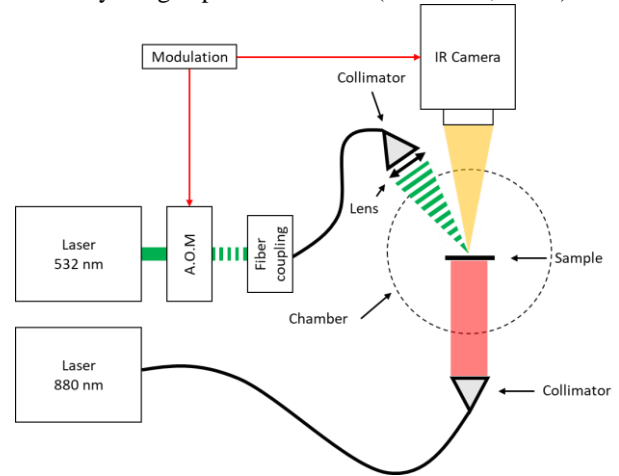 Modulation
IR Camera
Collimator
Laser
532 nm
A.O.M
Fiber
coupling
Lens
Sample
Chamber
Laser
880 nm
Collimator